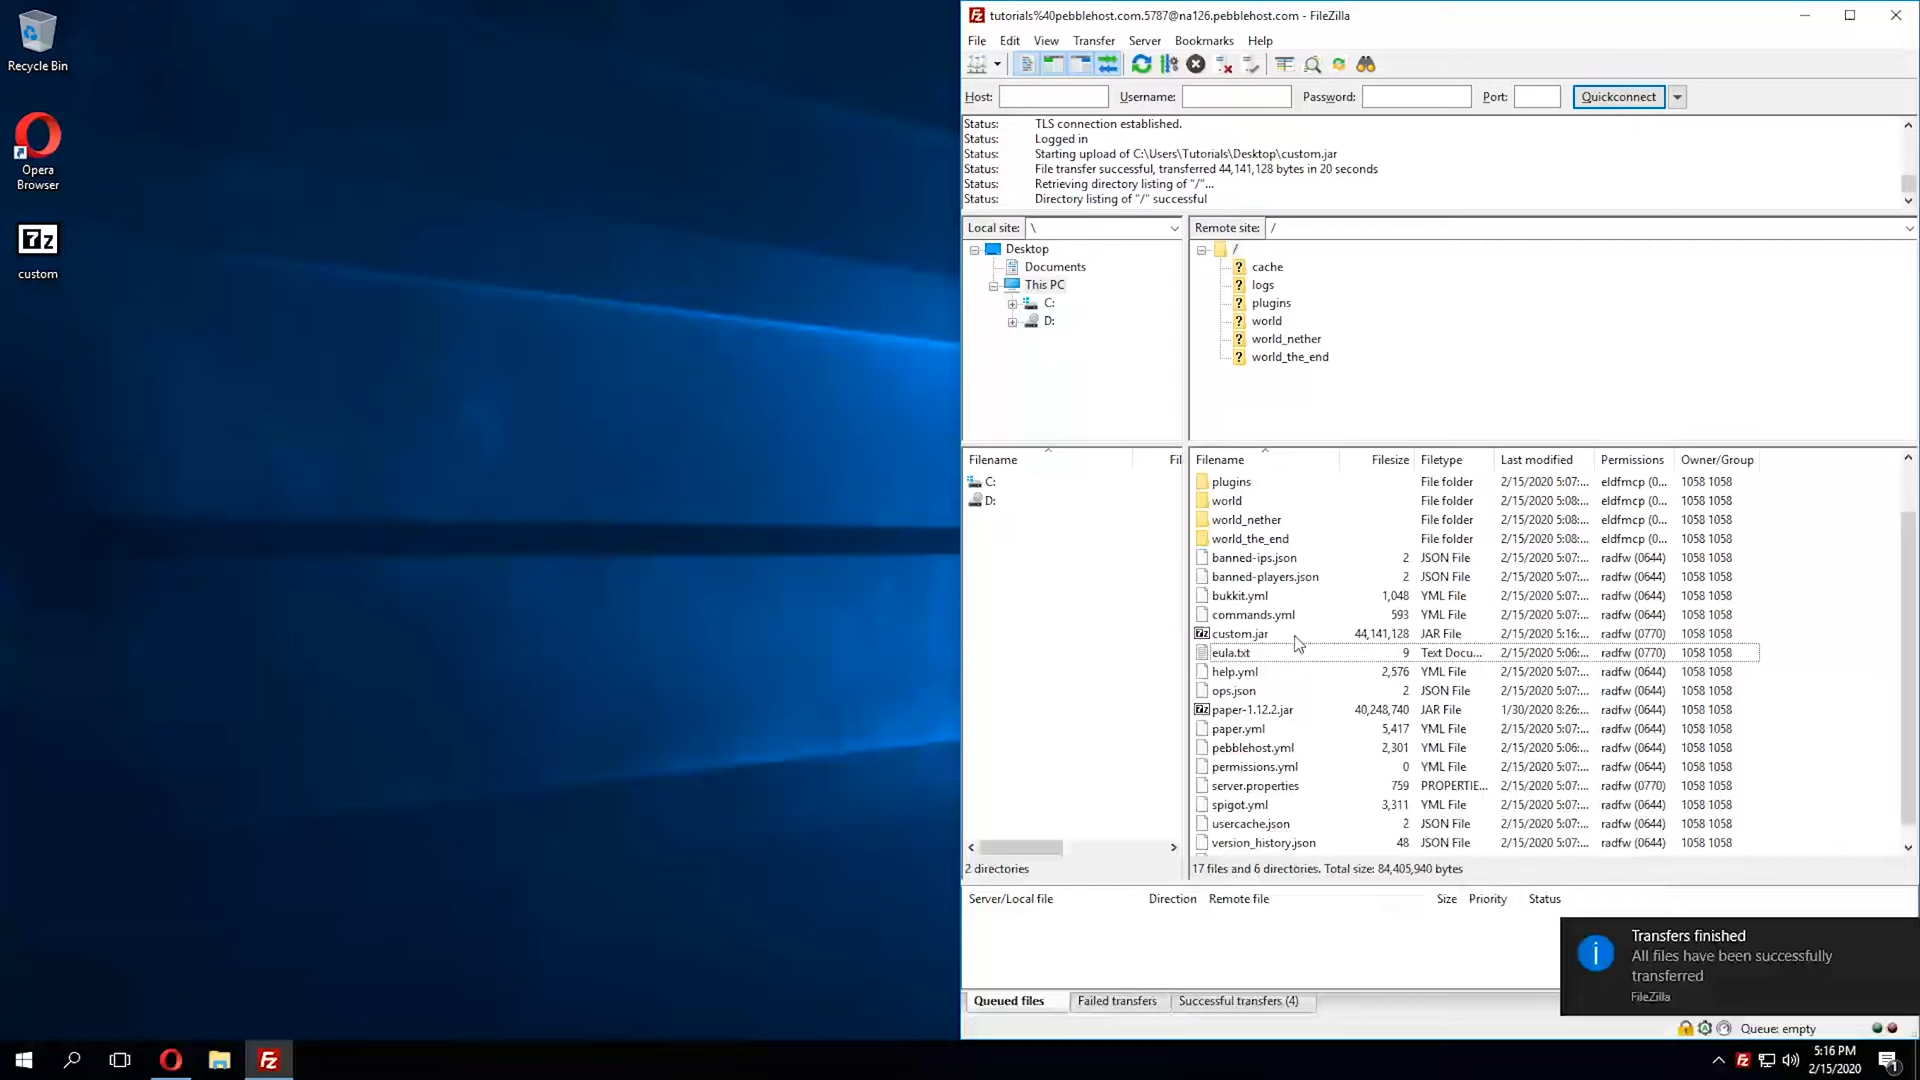 Recycle Bin
Opera
Browser
custom
tutorials%40pebblehost.com.5787@na126.pebblehost.com - FileZilla
File Edit View Transfer Server Bookmarks Help
Host: Username: Password: Port: Quickconnect
Status: TLS connection established.
Status: Logged in
Status: Starting upload of C:\Users\Tutorials\Desktop\custom.jar
Status: File transfer successful, transferred 44,141,128 bytes in 20 seconds
Status: Retrieving directory listing of "/"...
Status: Directory listing of "/" successful
Local site: \
Desktop
Documents
This PC
C:
D:
Remote site: /
/
cache
logs
plugins
world
world_nether
world_the_end
Filename Fil
C:
D:
2 directories
Filename Filesize Filetype Last modified Permissions Owner/Group
plugins File folder 2/15/2020 5:07:... eldfmcp (0... 1058 1058
world File folder 2/15/2020 5:08:... eldfmcp (0... 1058 1058
world_nether File folder 2/15/2020 5:08:... eldfmcp (0... 1058 1058
world_the_end File folder 2/15/2020 5:08:... eldfmcp (0... 1058 1058
banned-ips.json 2 JSON File 2/15/2020 5:07:... radfw (0644) 1058 1058
banned-players.json 2 JSON File 2/15/2020 5:07:... radfw (0644) 1058 1058
bukkit.yml 1,048 YML File 2/15/2020 5:07:... radfw (0644) 1058 1058
commands.yml 593 YML File 2/15/2020 5:07:... radfw (0644) 1058 1058
custom.jar 44,141,128 JAR File 2/15/2020 5:16:... radfw (0770) 1058 1058
eula.txt 9 Text Docu... 2/15/2020 5:06:... radfw (0770) 1058 1058
help.yml 2,576 YML File 2/15/2020 5:07:... radfw (0644) 1058 1058
ops.json 2 JSON File 2/15/2020 5:07:... radfw (0644) 1058 1058
paper-1.12.2.jar 40,248,740 JAR File 1/30/2020 8:26:... radfw (0644) 1058 1058
paper.yml 5,417 YML File 2/15/2020 5:07:... radfw (0644) 1058 1058
pebblehost.yml 2,301 YML File 2/15/2020 5:06:... radfw (0644) 1058 1058
permissions.yml 0 YML File 2/15/2020 5:07:... radfw (0644) 1058 1058
server.properties 759 PROPERTIE... 2/15/2020 5:07:... radfw (0770) 1058 1058
spigot.yml 3,311 YML File 2/15/2020 5:07:... radfw (0644) 1058 1058
usercache.json 2 JSON File 2/15/2020 5:07:... radfw (0644) 1058 1058
version_history.json 48 JSON File 2/15/2020 5:07:... radfw (0644) 1058 1058
17 files and 6 directories. Total size: 84,405,940 bytes
Server/Local file Direction Remote file Size Priority Status
Transfers finished
All files have been successfully
transferred
FileZilla
Queued files Failed transfers Successful transfers (4)
Queue: empty
5:16 PM
2/15/2020
1